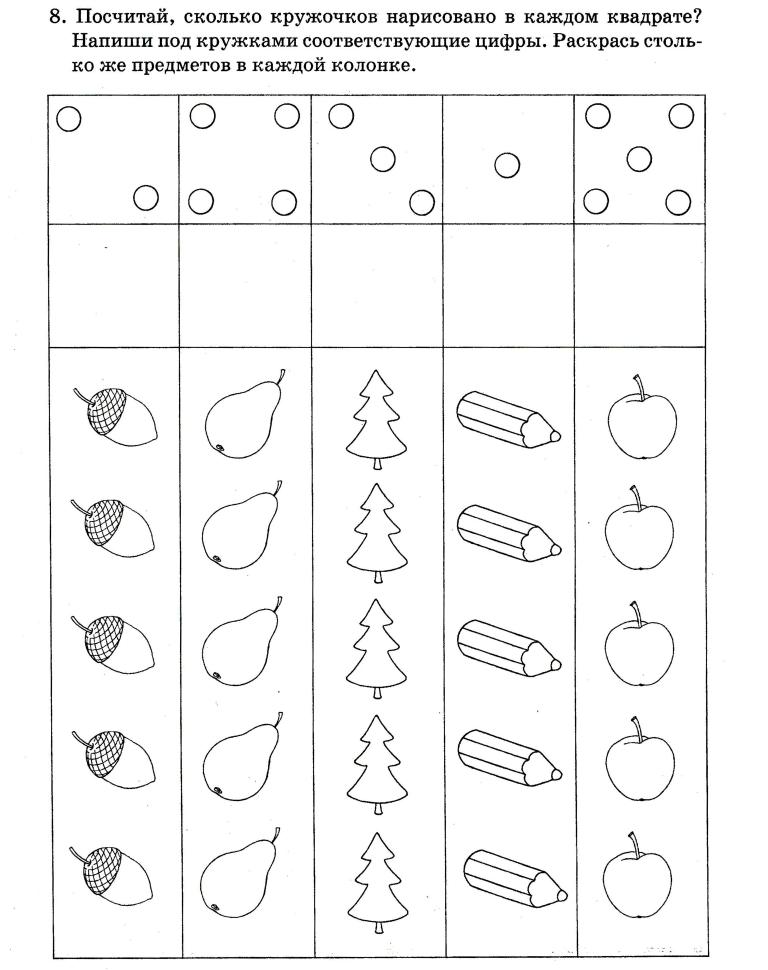 8. Посчитай, сколько кружочков нарисовано в каждом квадрате?
Напиши под кружками соответствующие цифры. Раскрась столь-
ко же предметов в каждой колонке.